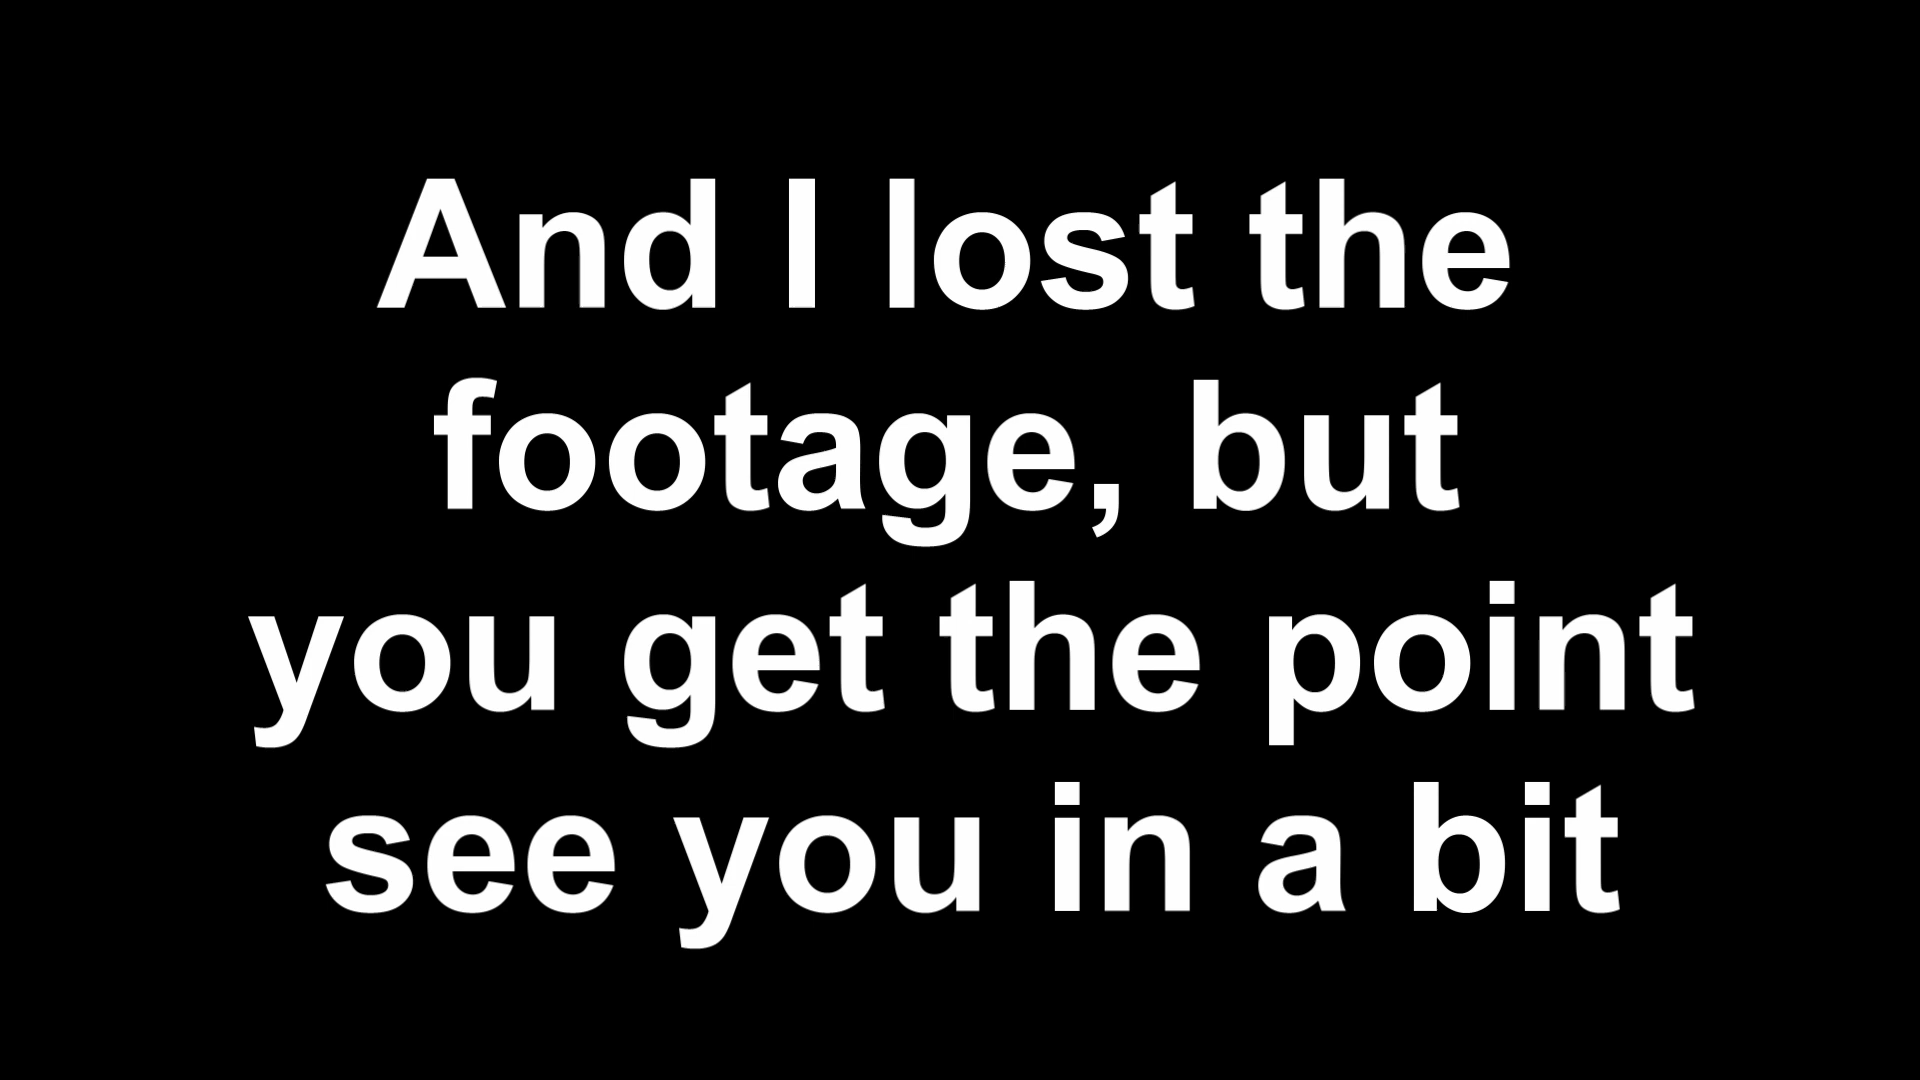 And I lost the
footage, but
you get the point
see you in a bit